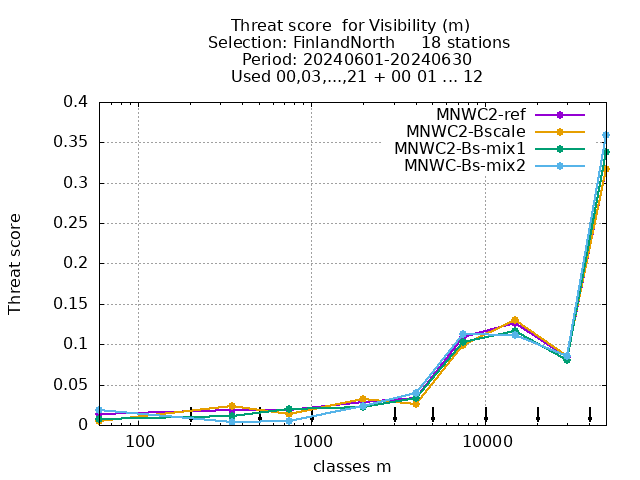 Threat score  for Visibility (m)
Selection: FinlandNorth     18 stations
Period: 20240601-20240630
Used 00,03,...,21 + 00 01 ... 12
MNWC2-ref
MNWC2-Bscale
MNWC2-Bs-mix1
MNWC-Bs-mix2
Threat score
0.4
0.35
0.3
0.25
0.2
0.15
0.1
0.05
0
100
1000
10000
classes m